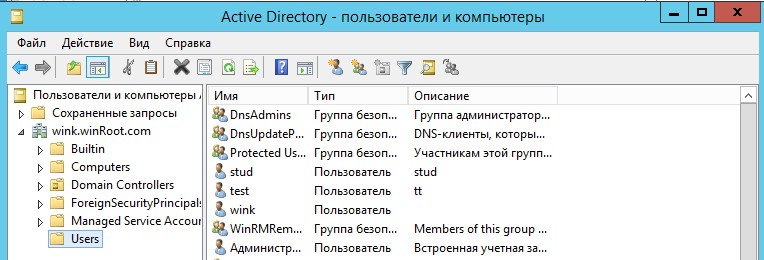 Active Directory - пользователи и компьютеры
Файл Действие Вид Справка
Пользователи и компьютеры
Сохраненные запросы
wink.winRoot.com
Builtin
Computers
Domain Controllers
ForeignSecurityPrincipals
Managed Service Accour
Users
Имя Тип Описание
DnsAdmins Группа безоп... Группа администратор...
DnsUpdateP... Группа безоп... DNS-клиенты, которы...
Protected Us... Группа безоп... Участникам этой групп...
stud Пользователь stud
test Пользователь tt
wink Пользователь
WinRMRem... Группа безоп... Members of this group ...
Администр... Пользователь Встроенная учетная за...